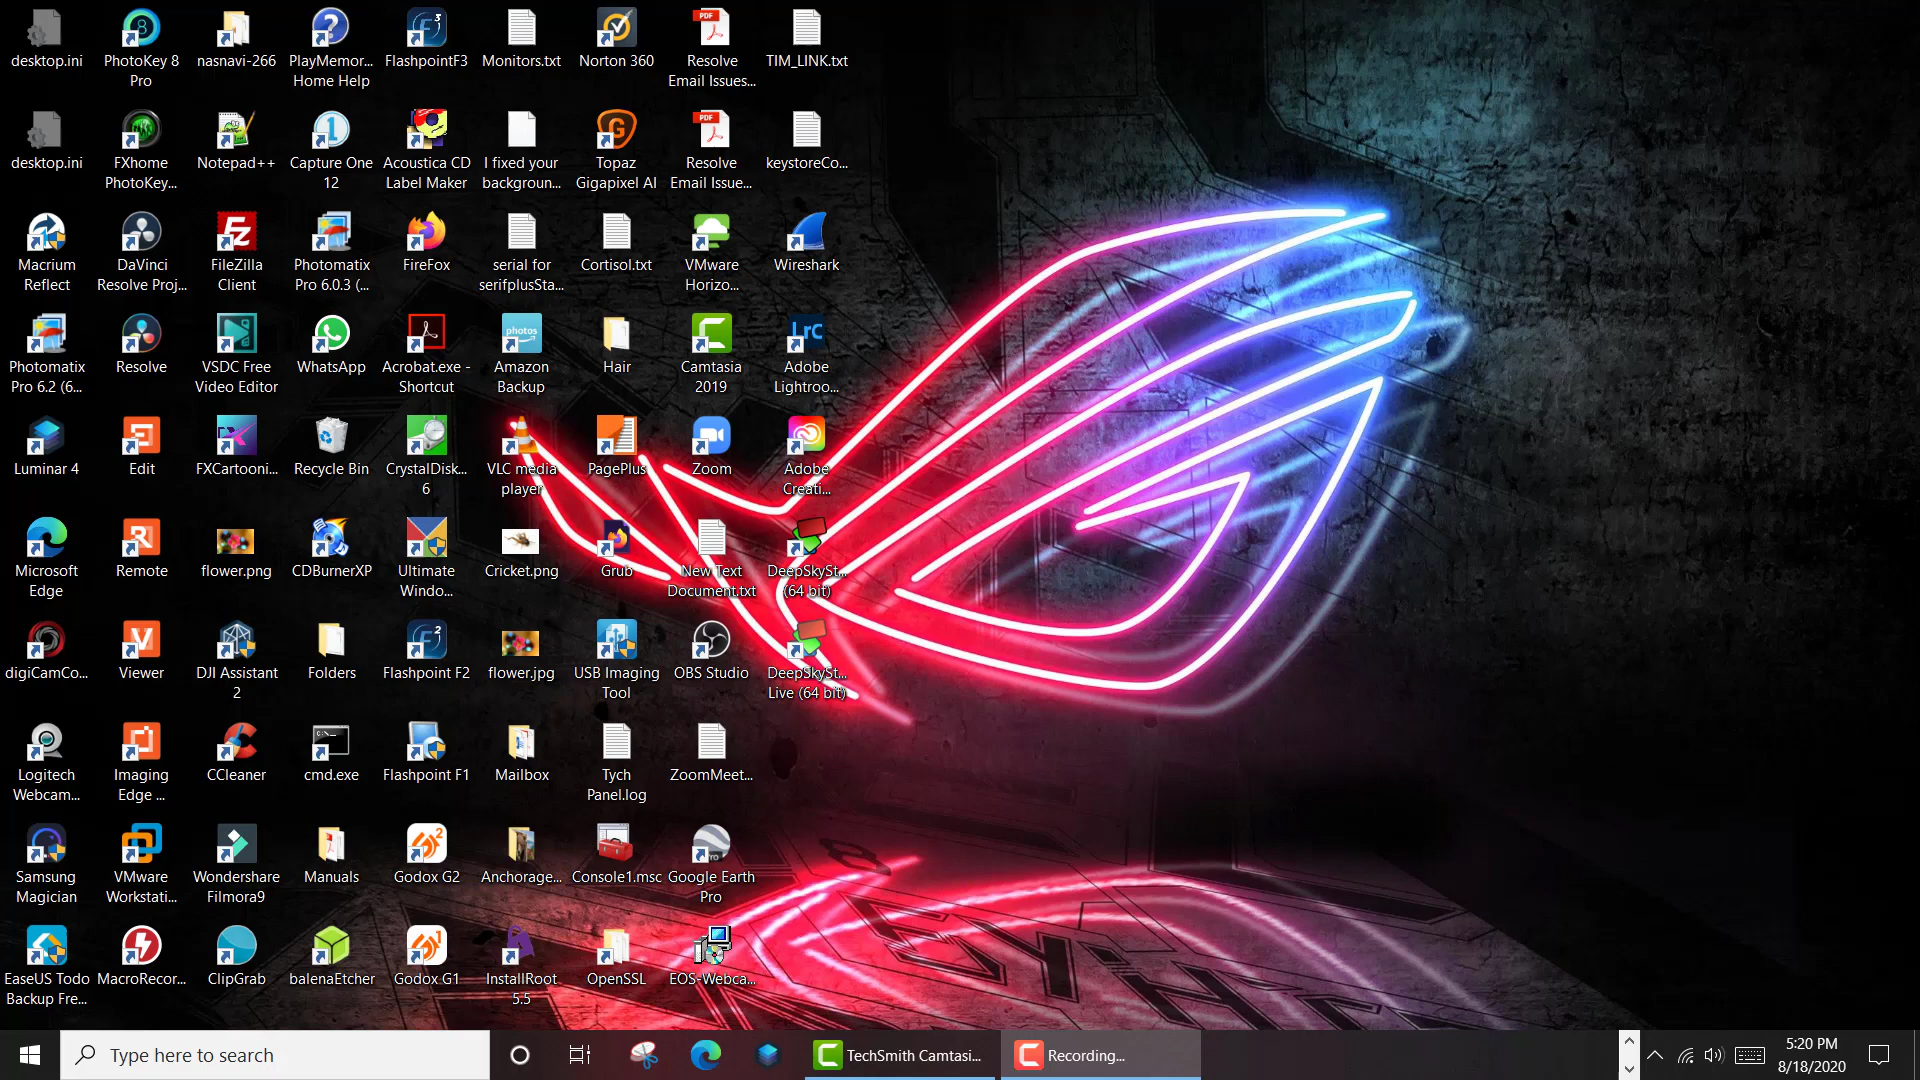 desktop.ini
PhotoKey 8
Pro
nasnavi-266
PlayMemor...
Home Help
FlashpointF3
Monitors.txt
Norton 360
Resolve
Email Issues...
TIM_LINK.txt
desktop.ini
FXhome
PhotoKey...
Notepad++
Capture One
12
Acoustica CD
Label Maker
I fixed your
backgroun...
Topaz
Gigapixel AI
Resolve
Email Issue...
keystoreCo...
Macrium
Reflect
DaVinci
Resolve Proj...
FileZilla
Client
Photomatix
Pro 6.0.3 (...
FireFox
serial for
serifplusSta...
Cortisol.txt
VMware
Horizo...
Wireshark
Photomatix
Pro 6.2 (6...
Resolve
VSDC Free
Video Editor
WhatsApp
Acrobat.exe -
Shortcut
photos
Amazon
Backup
Hair
Camtasia
2019
Lrc
Adobe
Lightroo...
Luminar 4
Edit
FXCartooni...
Recycle Bin
CrystalDisk...
6
VLC media
player
PagePlus
Zoom
Adobe
Creati...
Microsoft
Edge
Remote
flower.png
CDBurnerXP
Ultimate
Windo...
Cricket.png
Grub
New Text
Document.txt
DeepSkySt...
(64 bit)
digiCamCo...
Viewer
DJI Assistant
2
Folders
Flashpoint F2
flower.jpg
USB Imaging
Tool
OBS Studio
DeepSkySt...
Live (64 bit)
Logitech
Webcam...
Imaging
Edge ...
CCleaner
cmd.exe
Flashpoint F1
Mailbox
Tych
Panel.log
ZoomMeet...
Samsung
Magician
VMware
Workstati...
Wondershare
Filmora9
Manuals
Godox G2
Anchorage...
Console1.msc
Google Earth
Pro
EaseUS Todo
Backup Fre...
MacroRecor...
ClipGrab
balenaEtcher
Godox G1
InstallRoot
5.5
OpenSSL
EOS-Webca...
Type here to search
TechSmith Camtasi...
Recording...
5:20 PM
8/18/2020